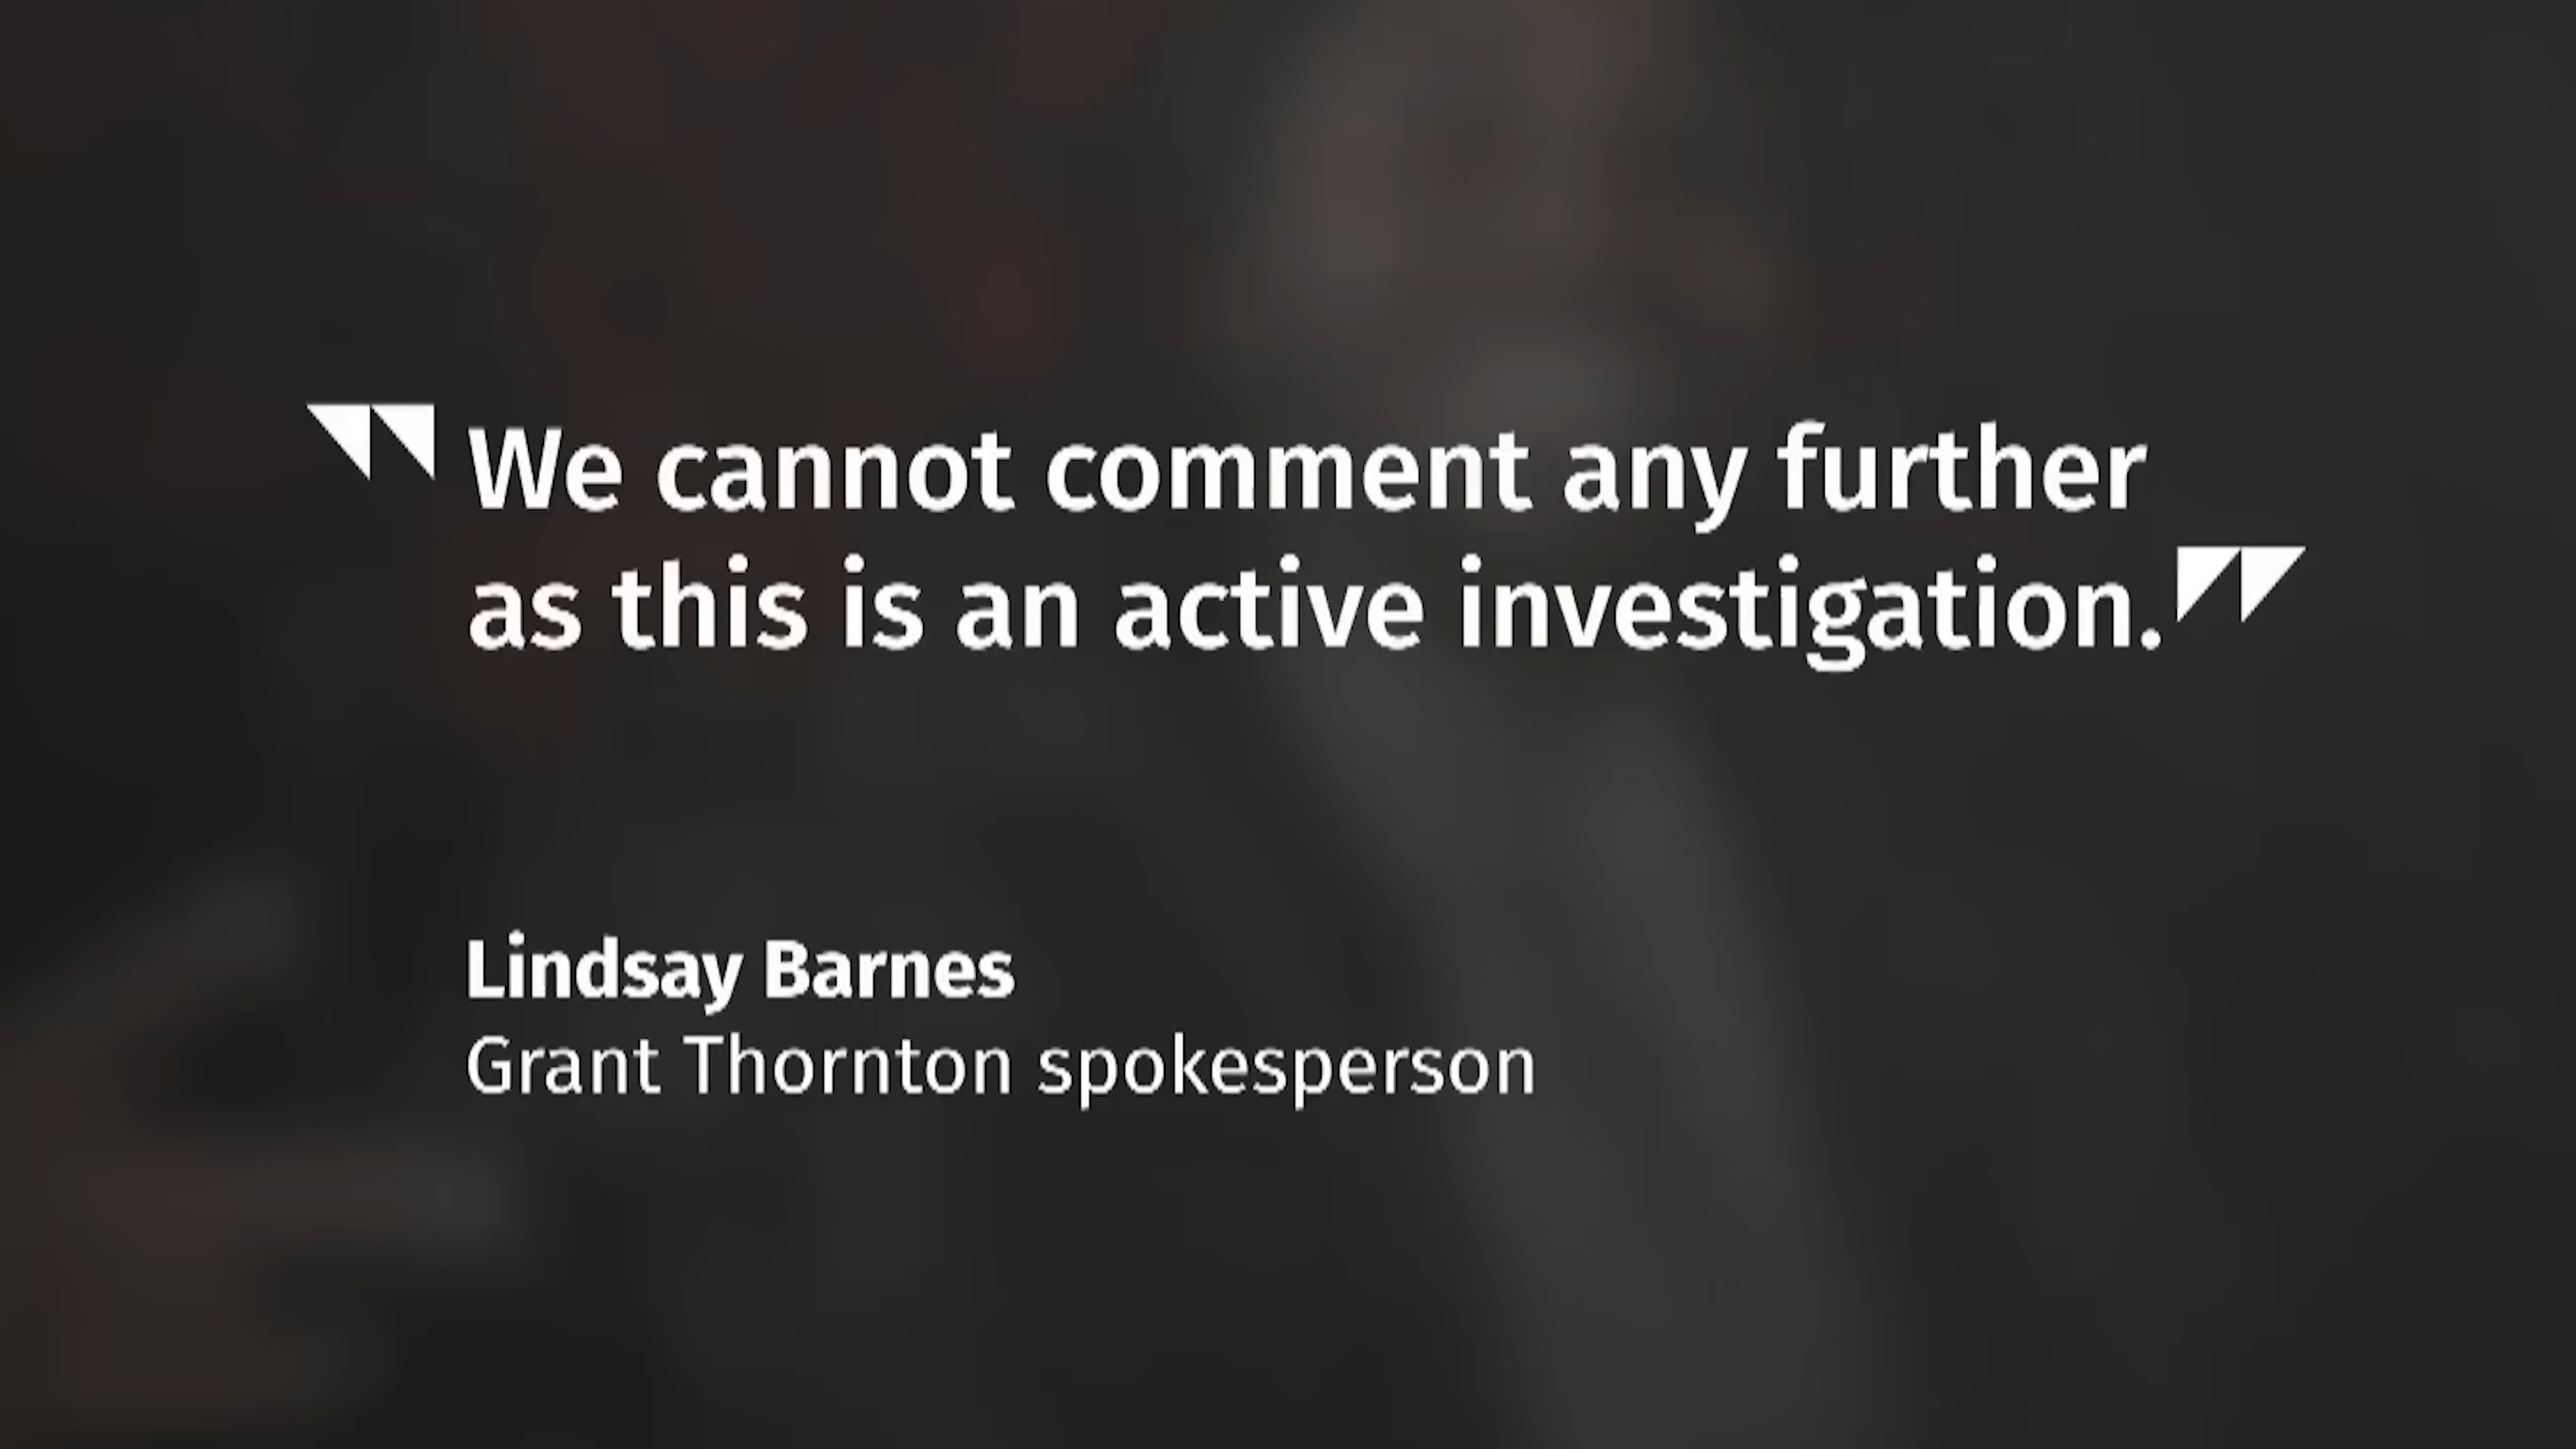 "We cannot comment any further
as this is an active investigation."
Lindsay Barnes
Grant Thornton spokesperson